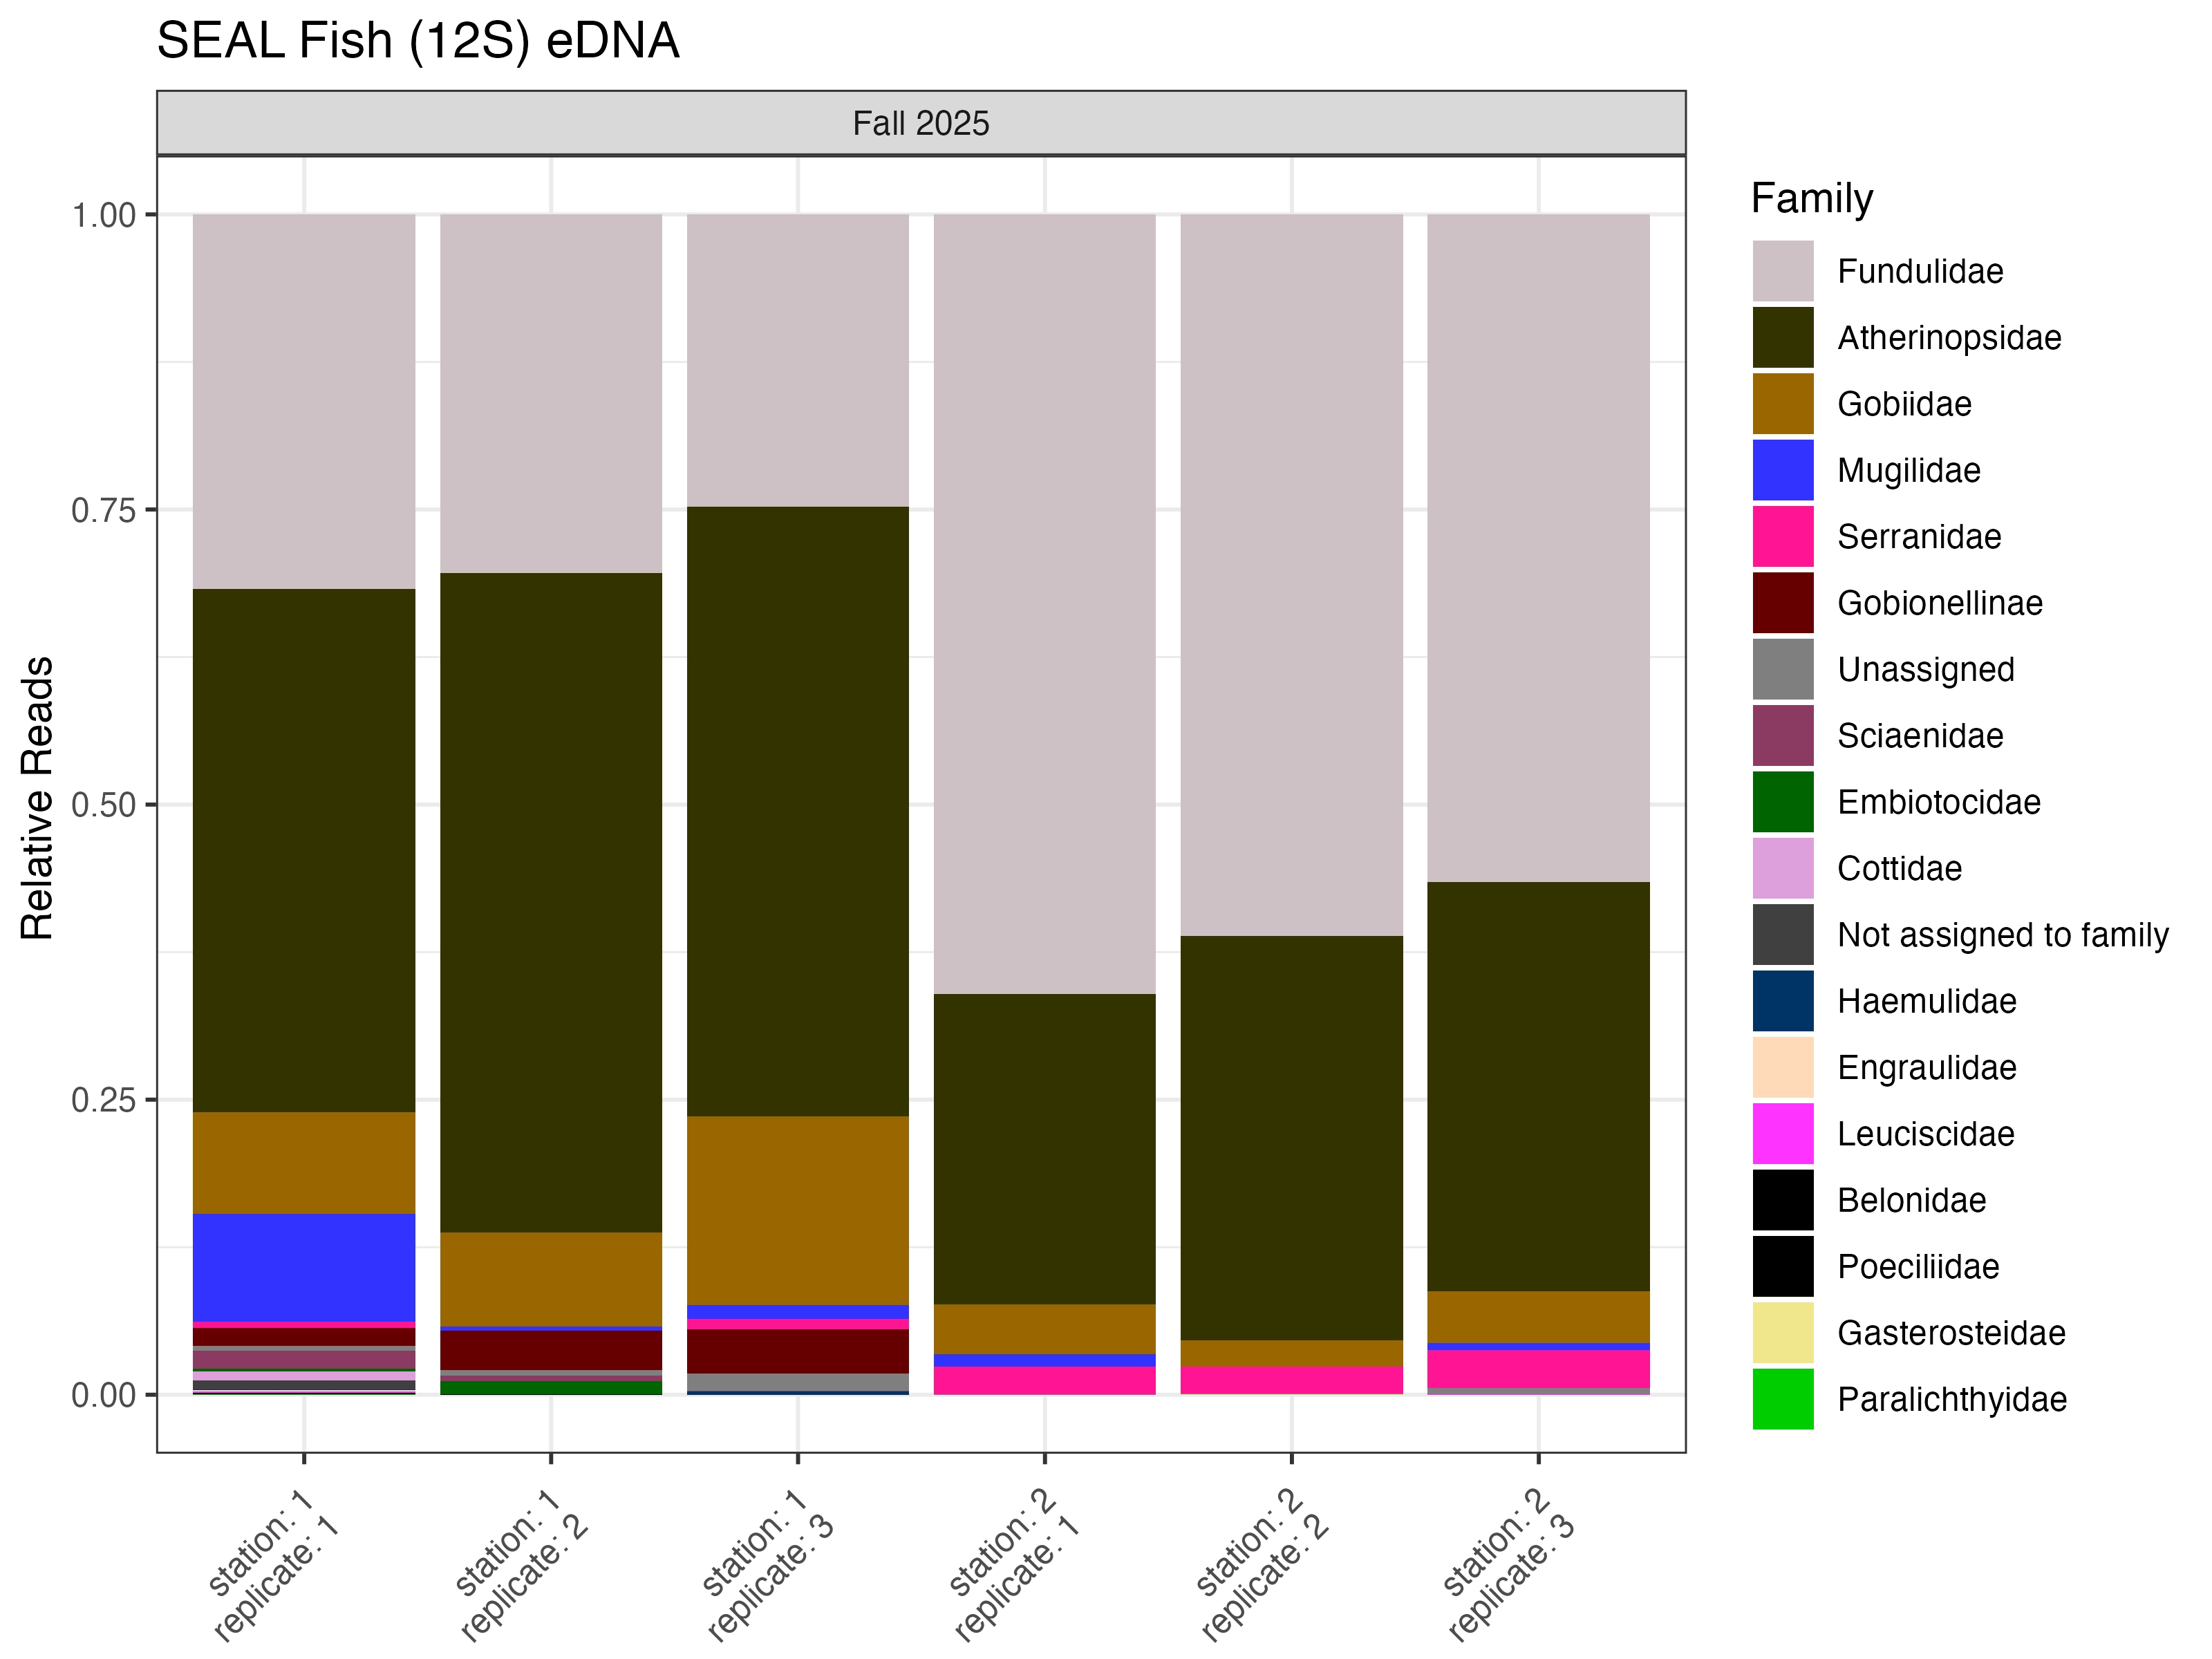 SEAL Fish (12S) eDNA
Fall 2025
Relative Reads
1.00
0.75
0.50
0.25
0.00
station: 1
replicate: 1
station: 1
replicate: 2
station: 1
replicate: 3
station: 2
replicate: 1
station: 2
replicate: 2
station: 2
replicate: 3
Family
Fundulidae
Atherinopsidae
Gobiidae
Mugilidae
Serranidae
Gobionellinae
Unassigned
Sciaenidae
Embiotocidae
Cottidae
Not assigned to family
Haemulidae
Engraulidae
Leuciscidae
Belonidae
Poeciliidae
Gasterosteidae
Paralichthyidae